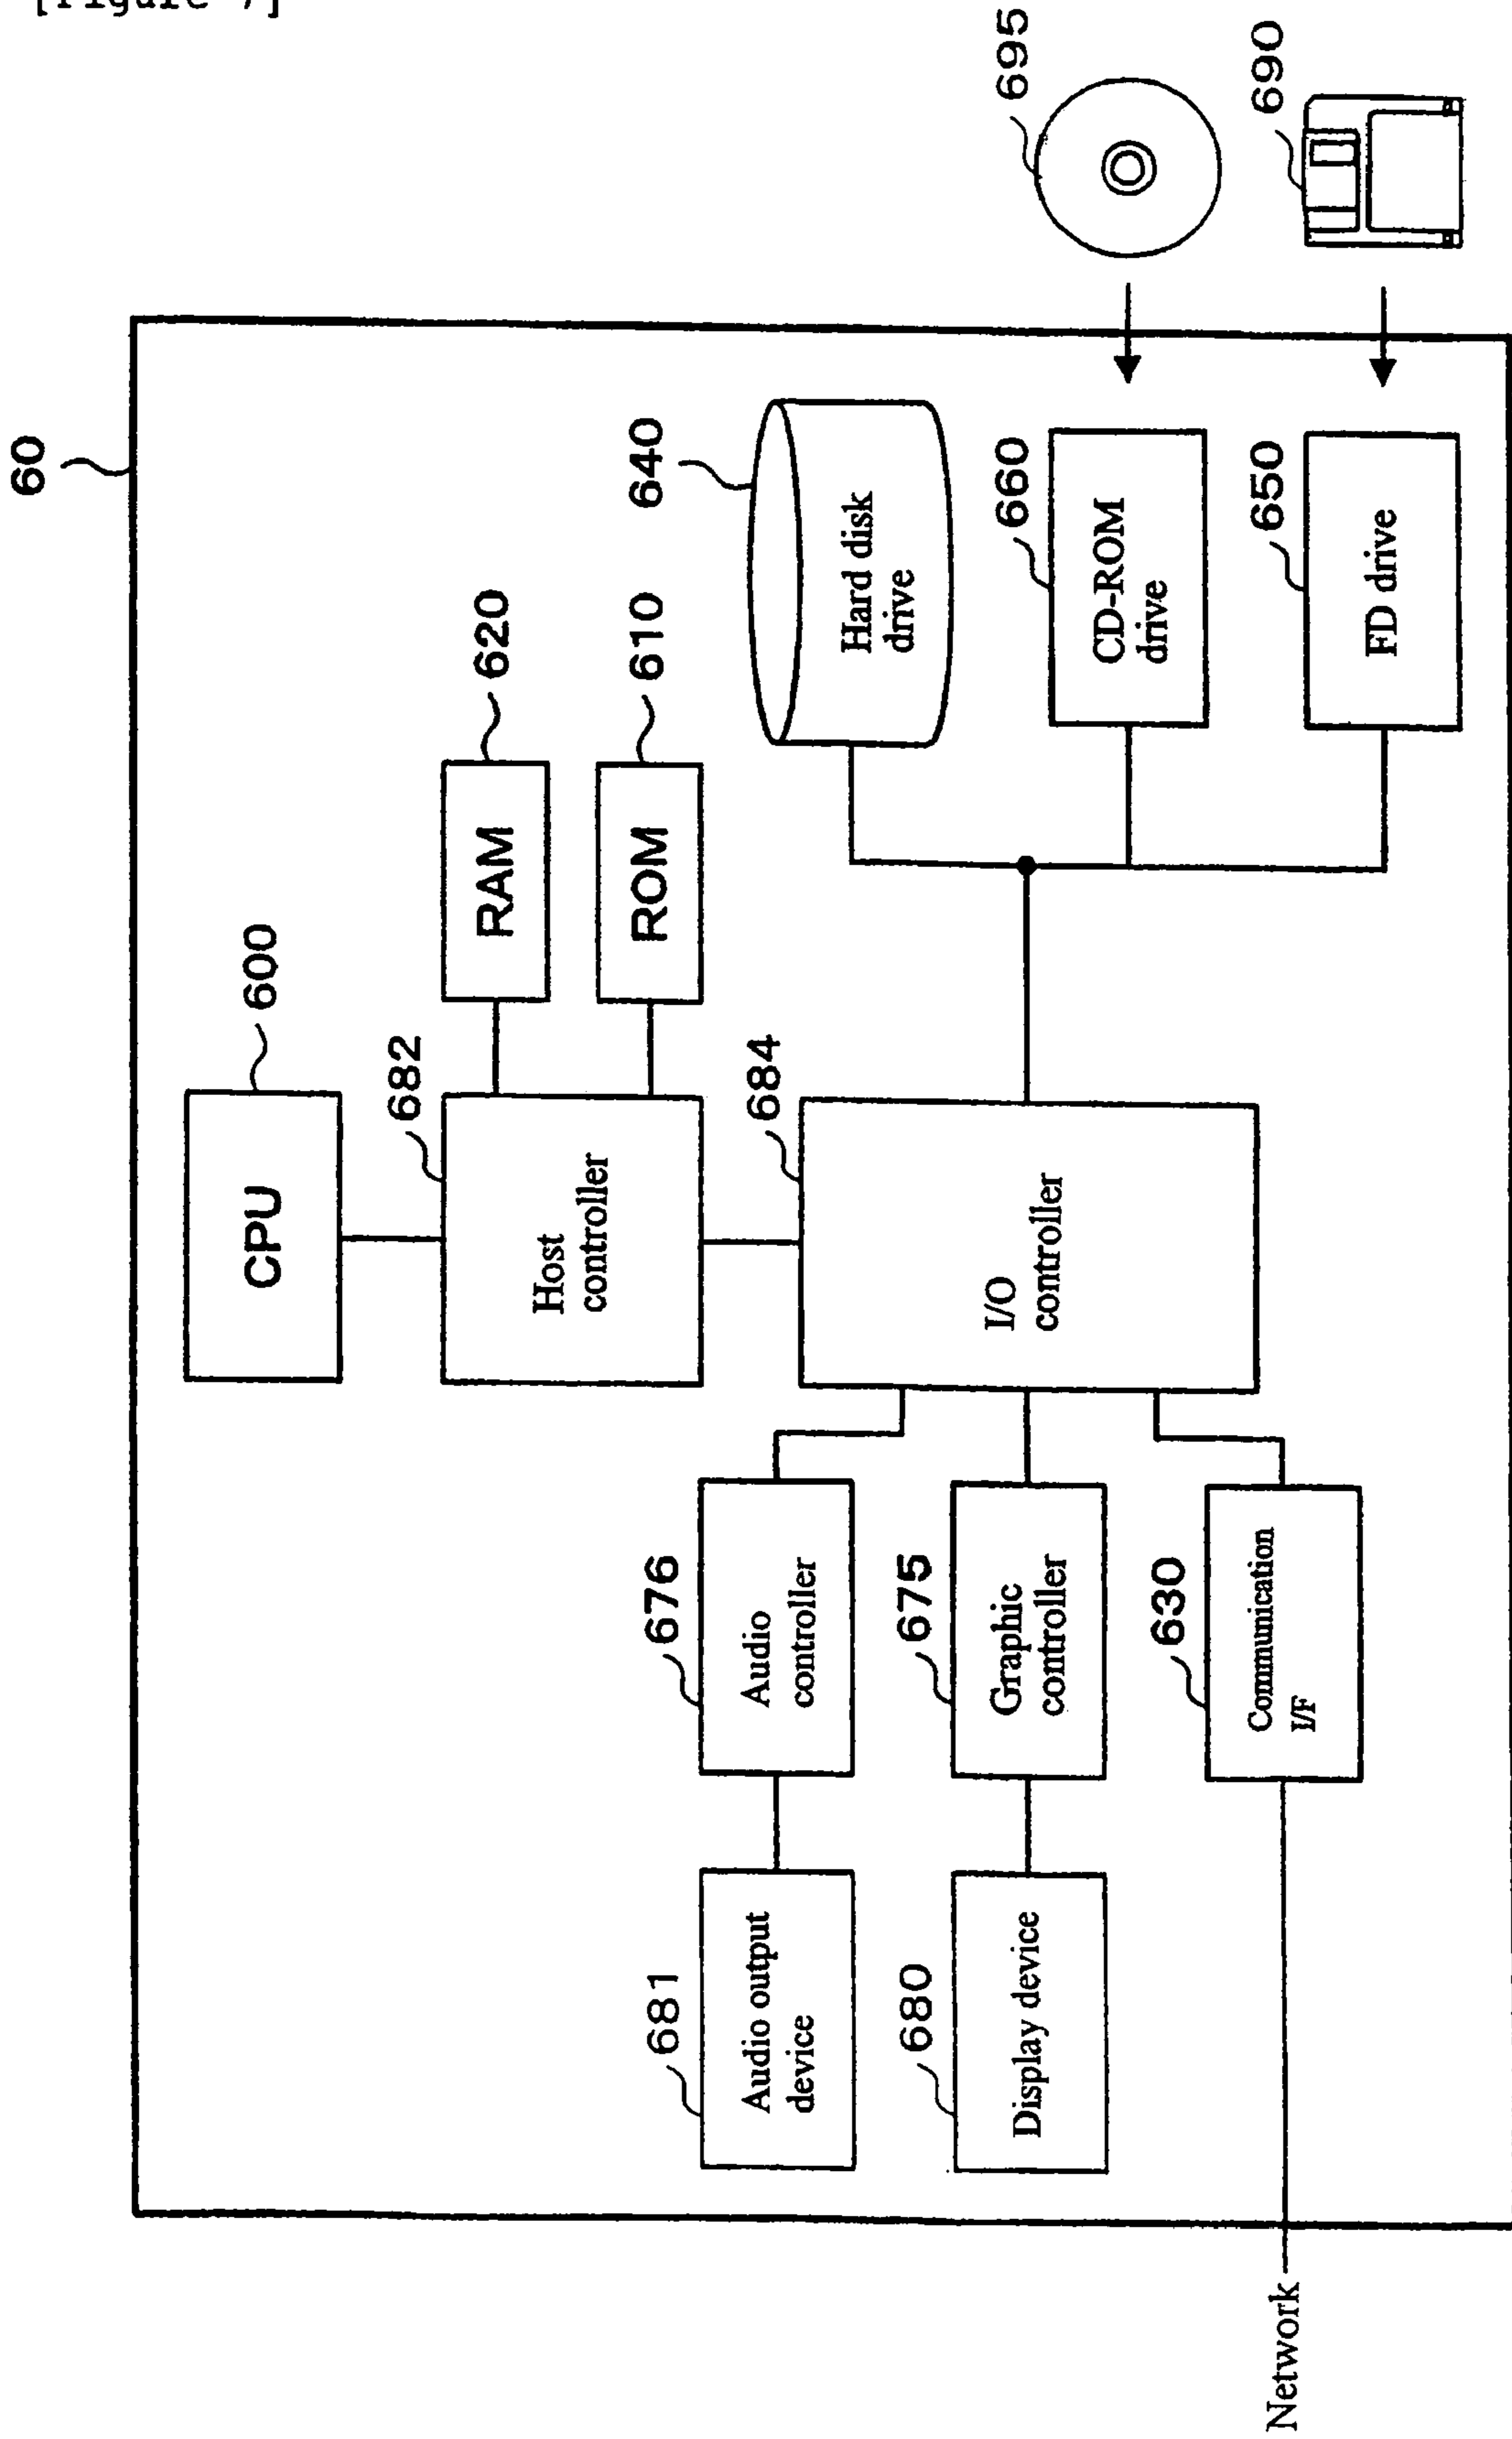 [Figure 7]
60
CPU
600
682
Host
controller
RAM
620
ROM
610
684
I/O
controller
640
Hard disk
drive
660
CD-ROM
drive
650
FD drive
695
690
676
Audio
controller
675
Graphic
controller
630
Communication
I/F
681
Audio output
device
680
Display device
Network